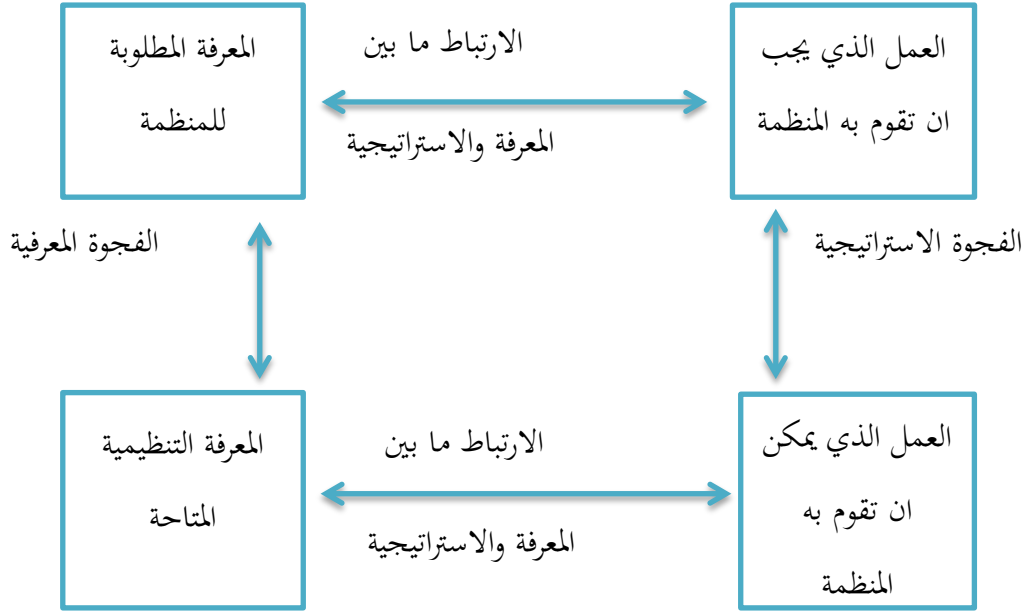 العمل الذي يجب
ان تقوم به المنظمة
الارتباط ما بين
المعرفة والاستراتيجية
المعرفة المطلوبة
للمنظمة
الفجوة الاستراتيجية
الفجوة المعرفية
العمل الذي يمكن
ان تقوم به
المنظمة
الارتباط ما بين
المعرفة والاستراتيجية
المعرفة التنظيمية
المتاحة